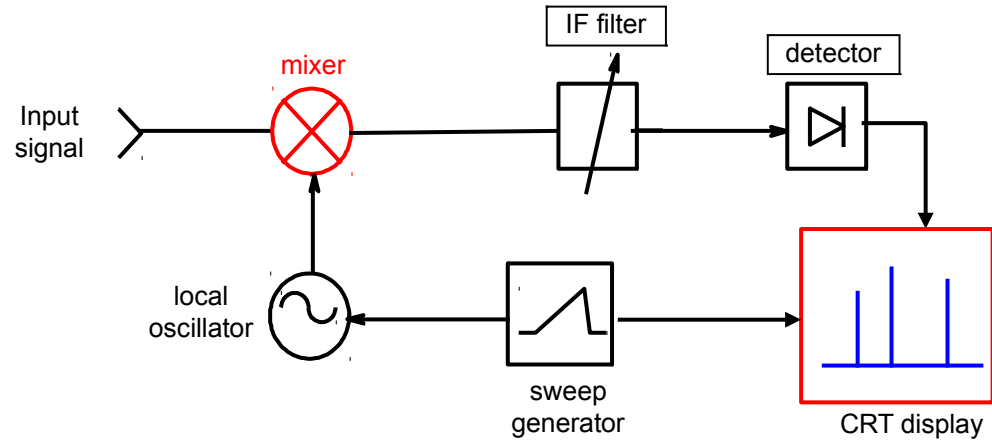 IF filter
detector
mixer
Input
signal
local
oscillator
sweep
generator
CRT display